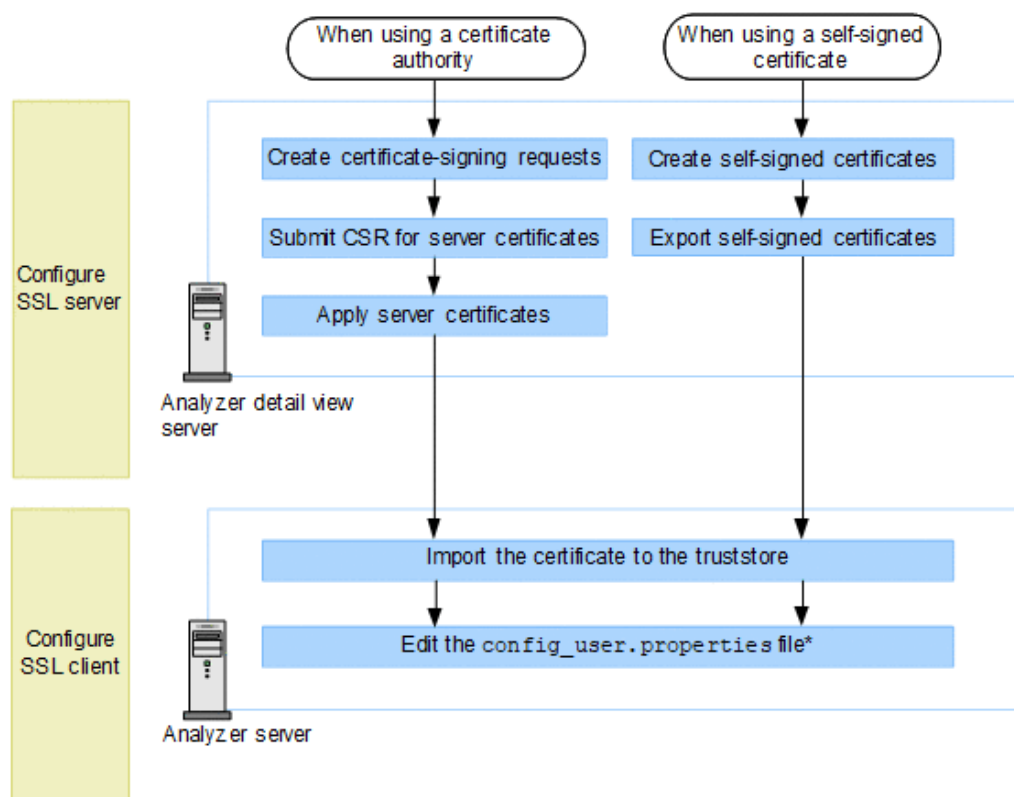 When using a certificate
authority
When using a self-signed
certificate
Configure
SSL server
Create certificate-signing requests
Create self-signed certificates
Submit CSR for server certificates
Export self-signed certificates
Apply server certificates
Analyzer detail view
server
Configure
SSL client
Import the certificate to the truststore
Edit the config_user.properties file*
Analyzer server